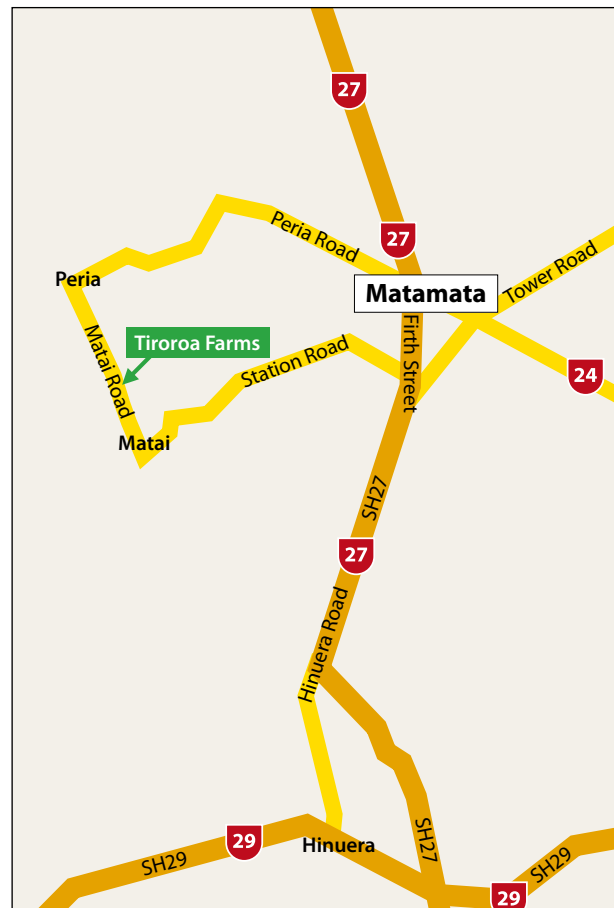 27
Peria Road
27
Tower Road
Peria
Matamata
Matai Road
Tiroroa Farms
Station Road
Firth Street
24
Matai
SH27
27
Hinuera Road
SH27
29
Hinuera
SH29
SH29
29